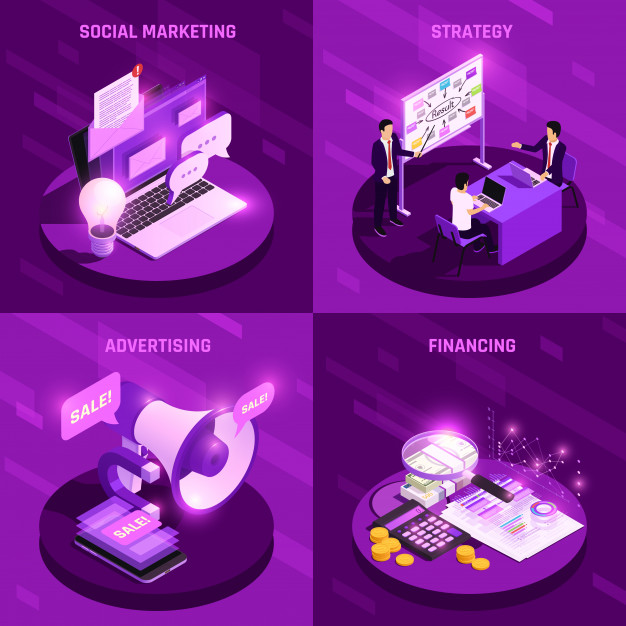 SOCIAL MARKETING
STRATEGY
Result
ADVERTISING
SALE!
SALE!
SALE!
FINANCING